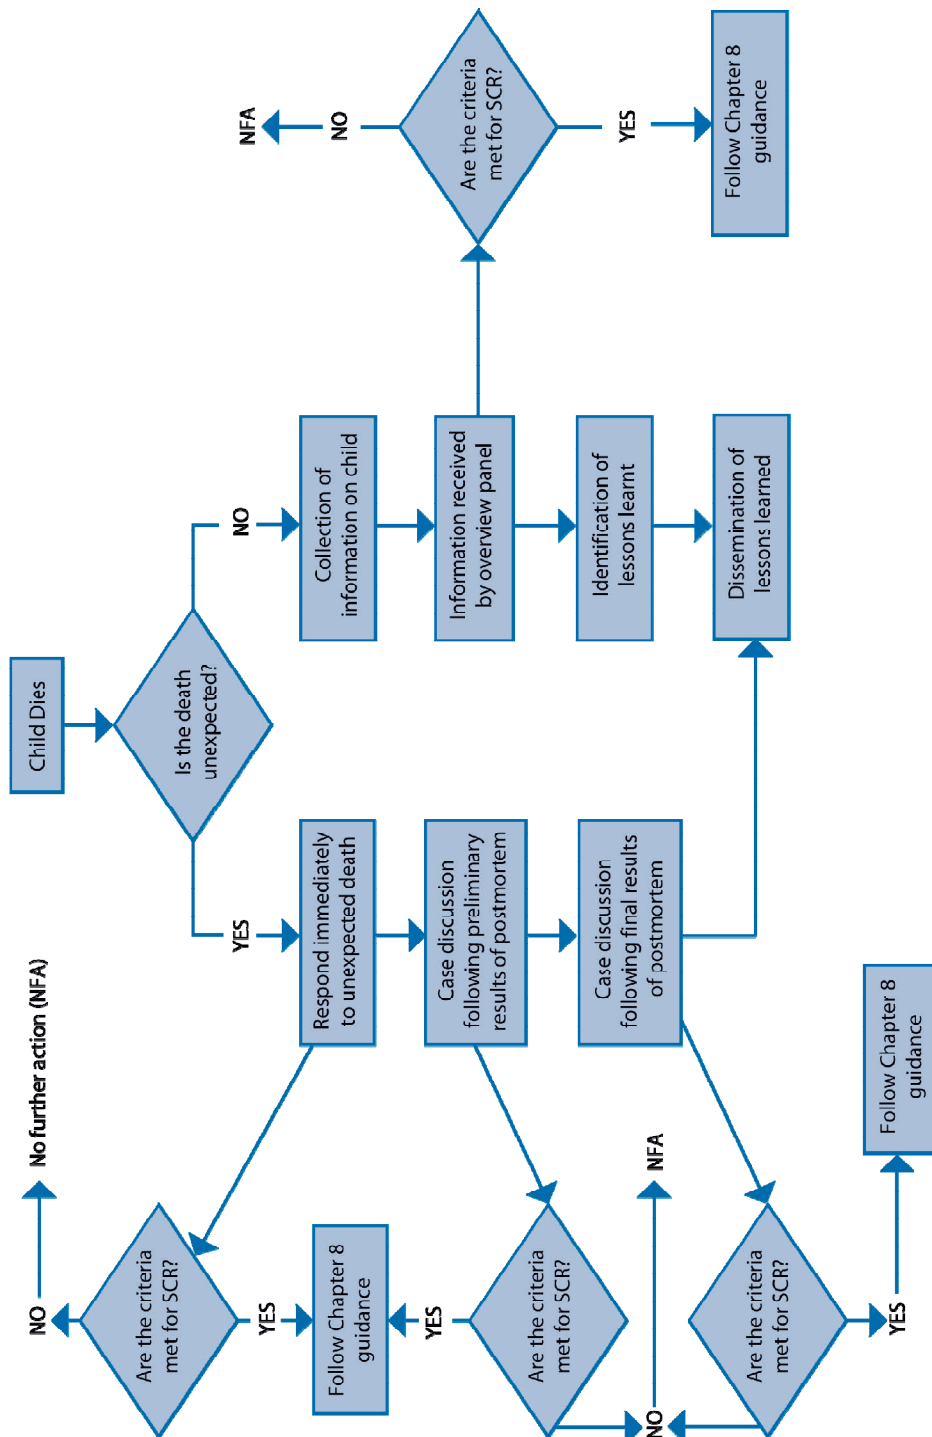 Child Dies
Is the death
unexpected?
YES
NO
Respond immediately
to unexpected death
Case discussion
following preliminary
results of postmortem
Case discussion
following final results
of postmortem
Collection of
information on child
Information received
by overview panel
Identification of
lessons learnt
Dissemination of
lessons learned
NO
No further action (NFA)
Are the criteria
met for SCR?
YES
Follow Chapter 8
guidance
YES
Are the criteria
met for SCR?
NO
NFA
Are the criteria
met for SCR?
YES
Follow Chapter 8
guidance
NFA
NO
Are the criteria
met for SCR?
YES
Follow Chapter 8
guidance